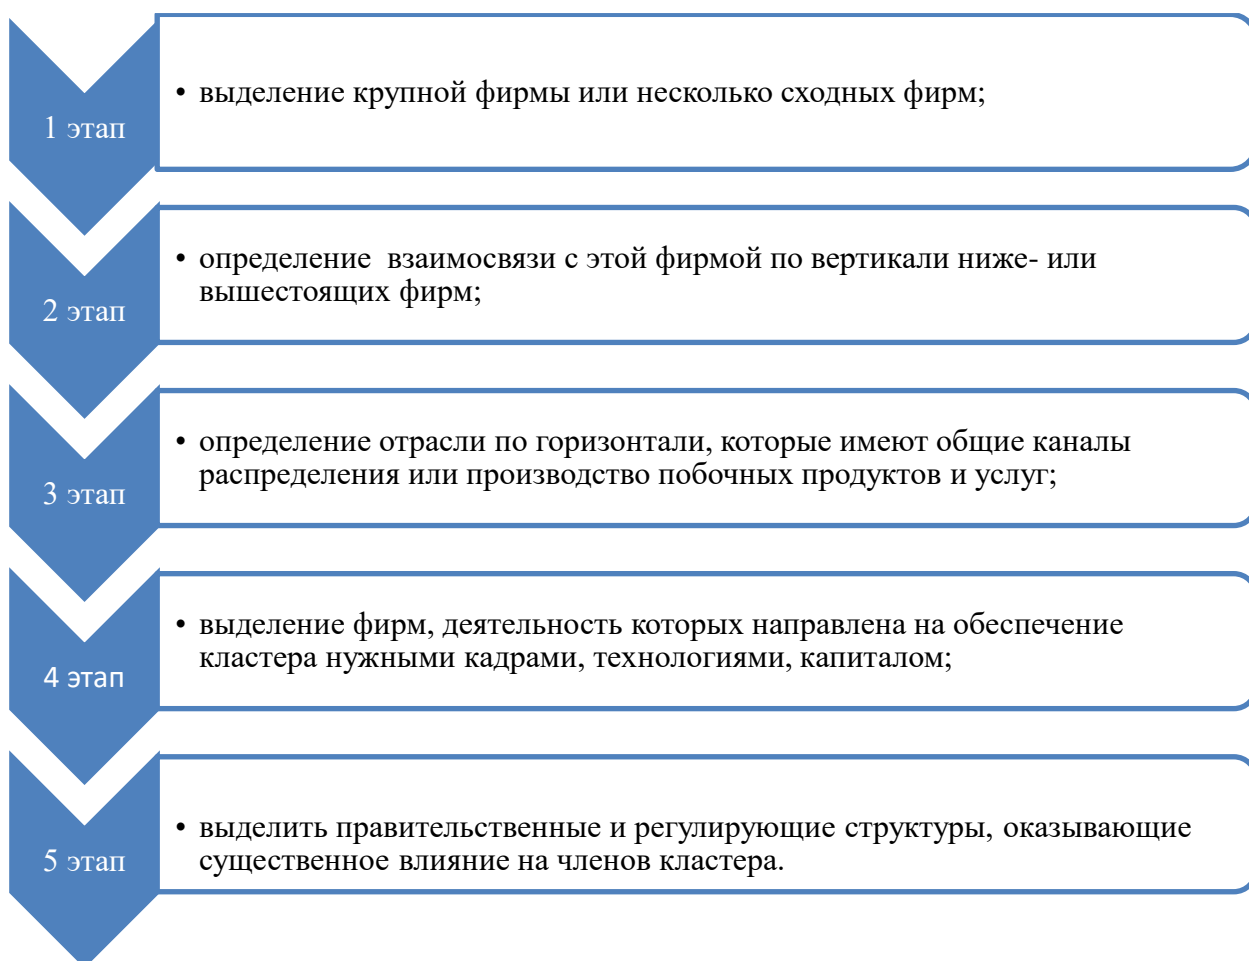 1 этап
• выделение крупной фирмы или несколько сходных фирм;
2 этап
• определение  взаимосвязи с этой фирмой по вертикали ниже- или
вышестоящих фирм;
3 этап
• определение отрасли по горизонтали, которые имеют общие каналы
распределения или производство побочных продуктов и услуг;
4 этап
• выделение фирм, деятельность которых направлена на обеспечение
кластера нужными кадрами, технологиями, капиталом;
5 этап
• выделить правительственные и регулирующие структуры, оказывающие
существенное влияние на членов кластера.